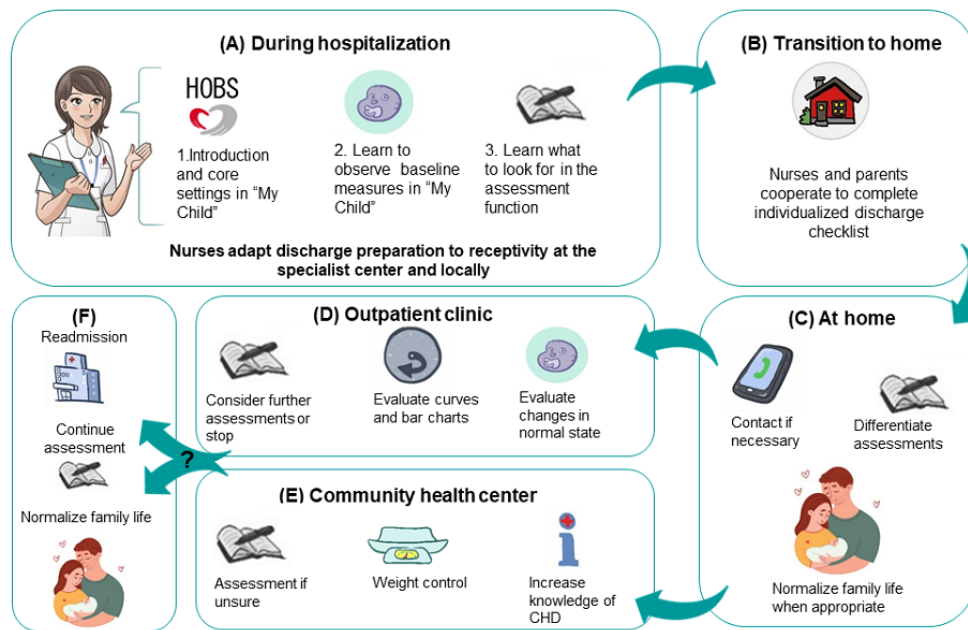 (A) During hospitalization
HOBS
1.Introduction
and core
settings in "My
Child"
2. Learn to
observe baseline
measures in "My
Child"
3. Learn what
to look for in the
assessment
function
Nurses adapt discharge preparation to receptivity at the
specialist center and locally
(B) Transition to home
Nurses and parents
cooperate to complete
individualized discharge
checklist
(C) At home
Contact if
necessary
Differentiate
assessments
Normalize family life
when appropriate
(D) Outpatient clinic
Consider further
assessments or
stop
Evaluate curves
and bar charts
Evaluate
changes in
normal state
(E) Community health center
Assessment if
unsure
Weight control
Increase
knowledge of
CHD
(F)
Readmission
Continue
assessment
?
Normalize family life